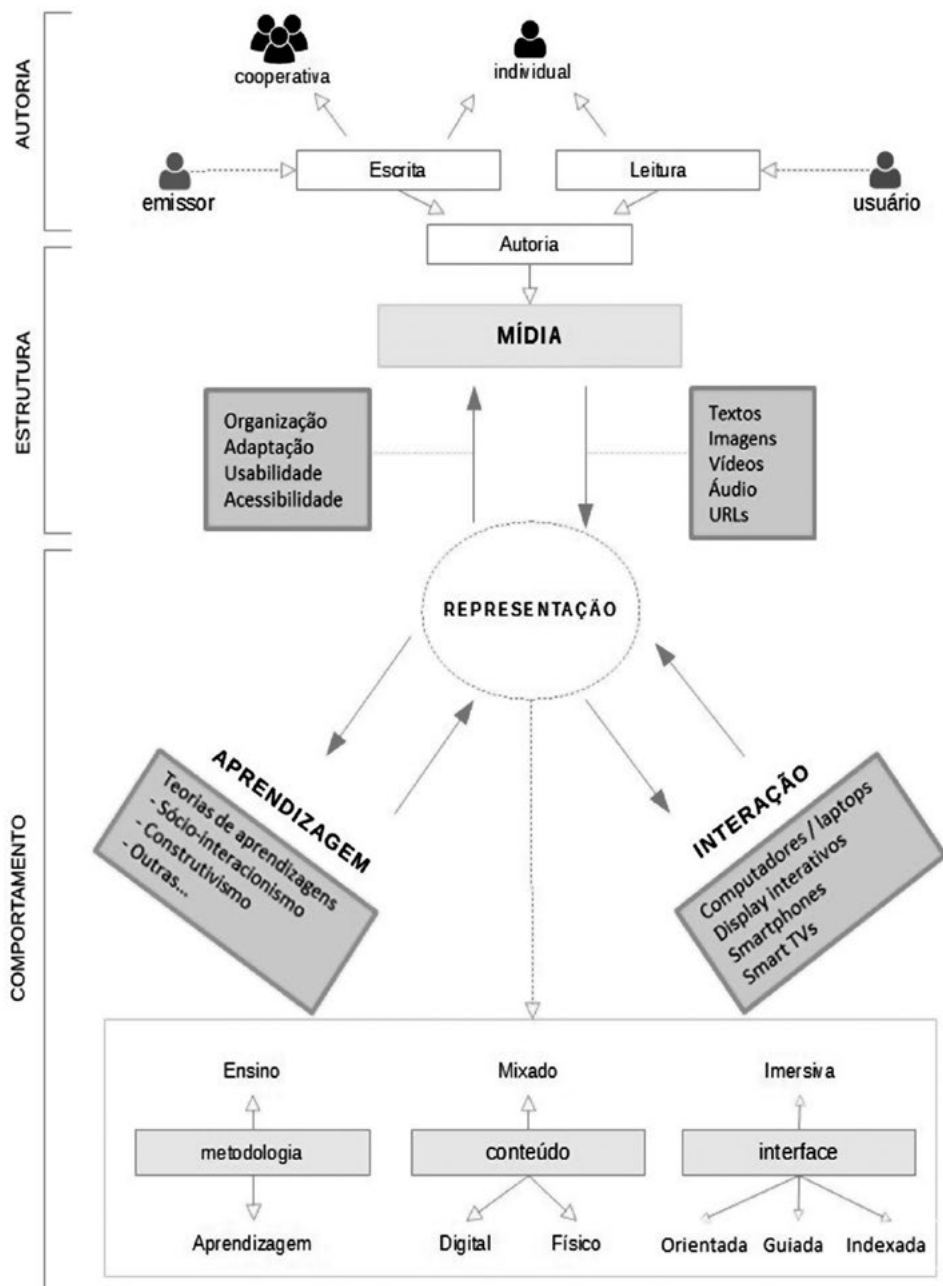 AUTORIA
cooperativa
individual
Escrita
Leitura
emissor
usuário
Autoria
ESTRUTURA
MÍDIA
Organização
Adaptação
Usabilidade
Acessibilidade
Textos
Imagens
Vídeos
Áudio
URLs
COMPORTAMENTO
REPRESENTAÇÃO
APRENDIZAGEM
Teorias de aprendizagens
- Sócio-interacionismo
- Construtivismo
- Outras...
INTERAÇÃO
Computadores / laptops
Display interativos
Smartphones
Smart TVs
Ensino
Mixado
Imersiva
metodologia
conteúdo
interface
Aprendizagem
Digital
Físico
Orientada
Guiada
Indexada